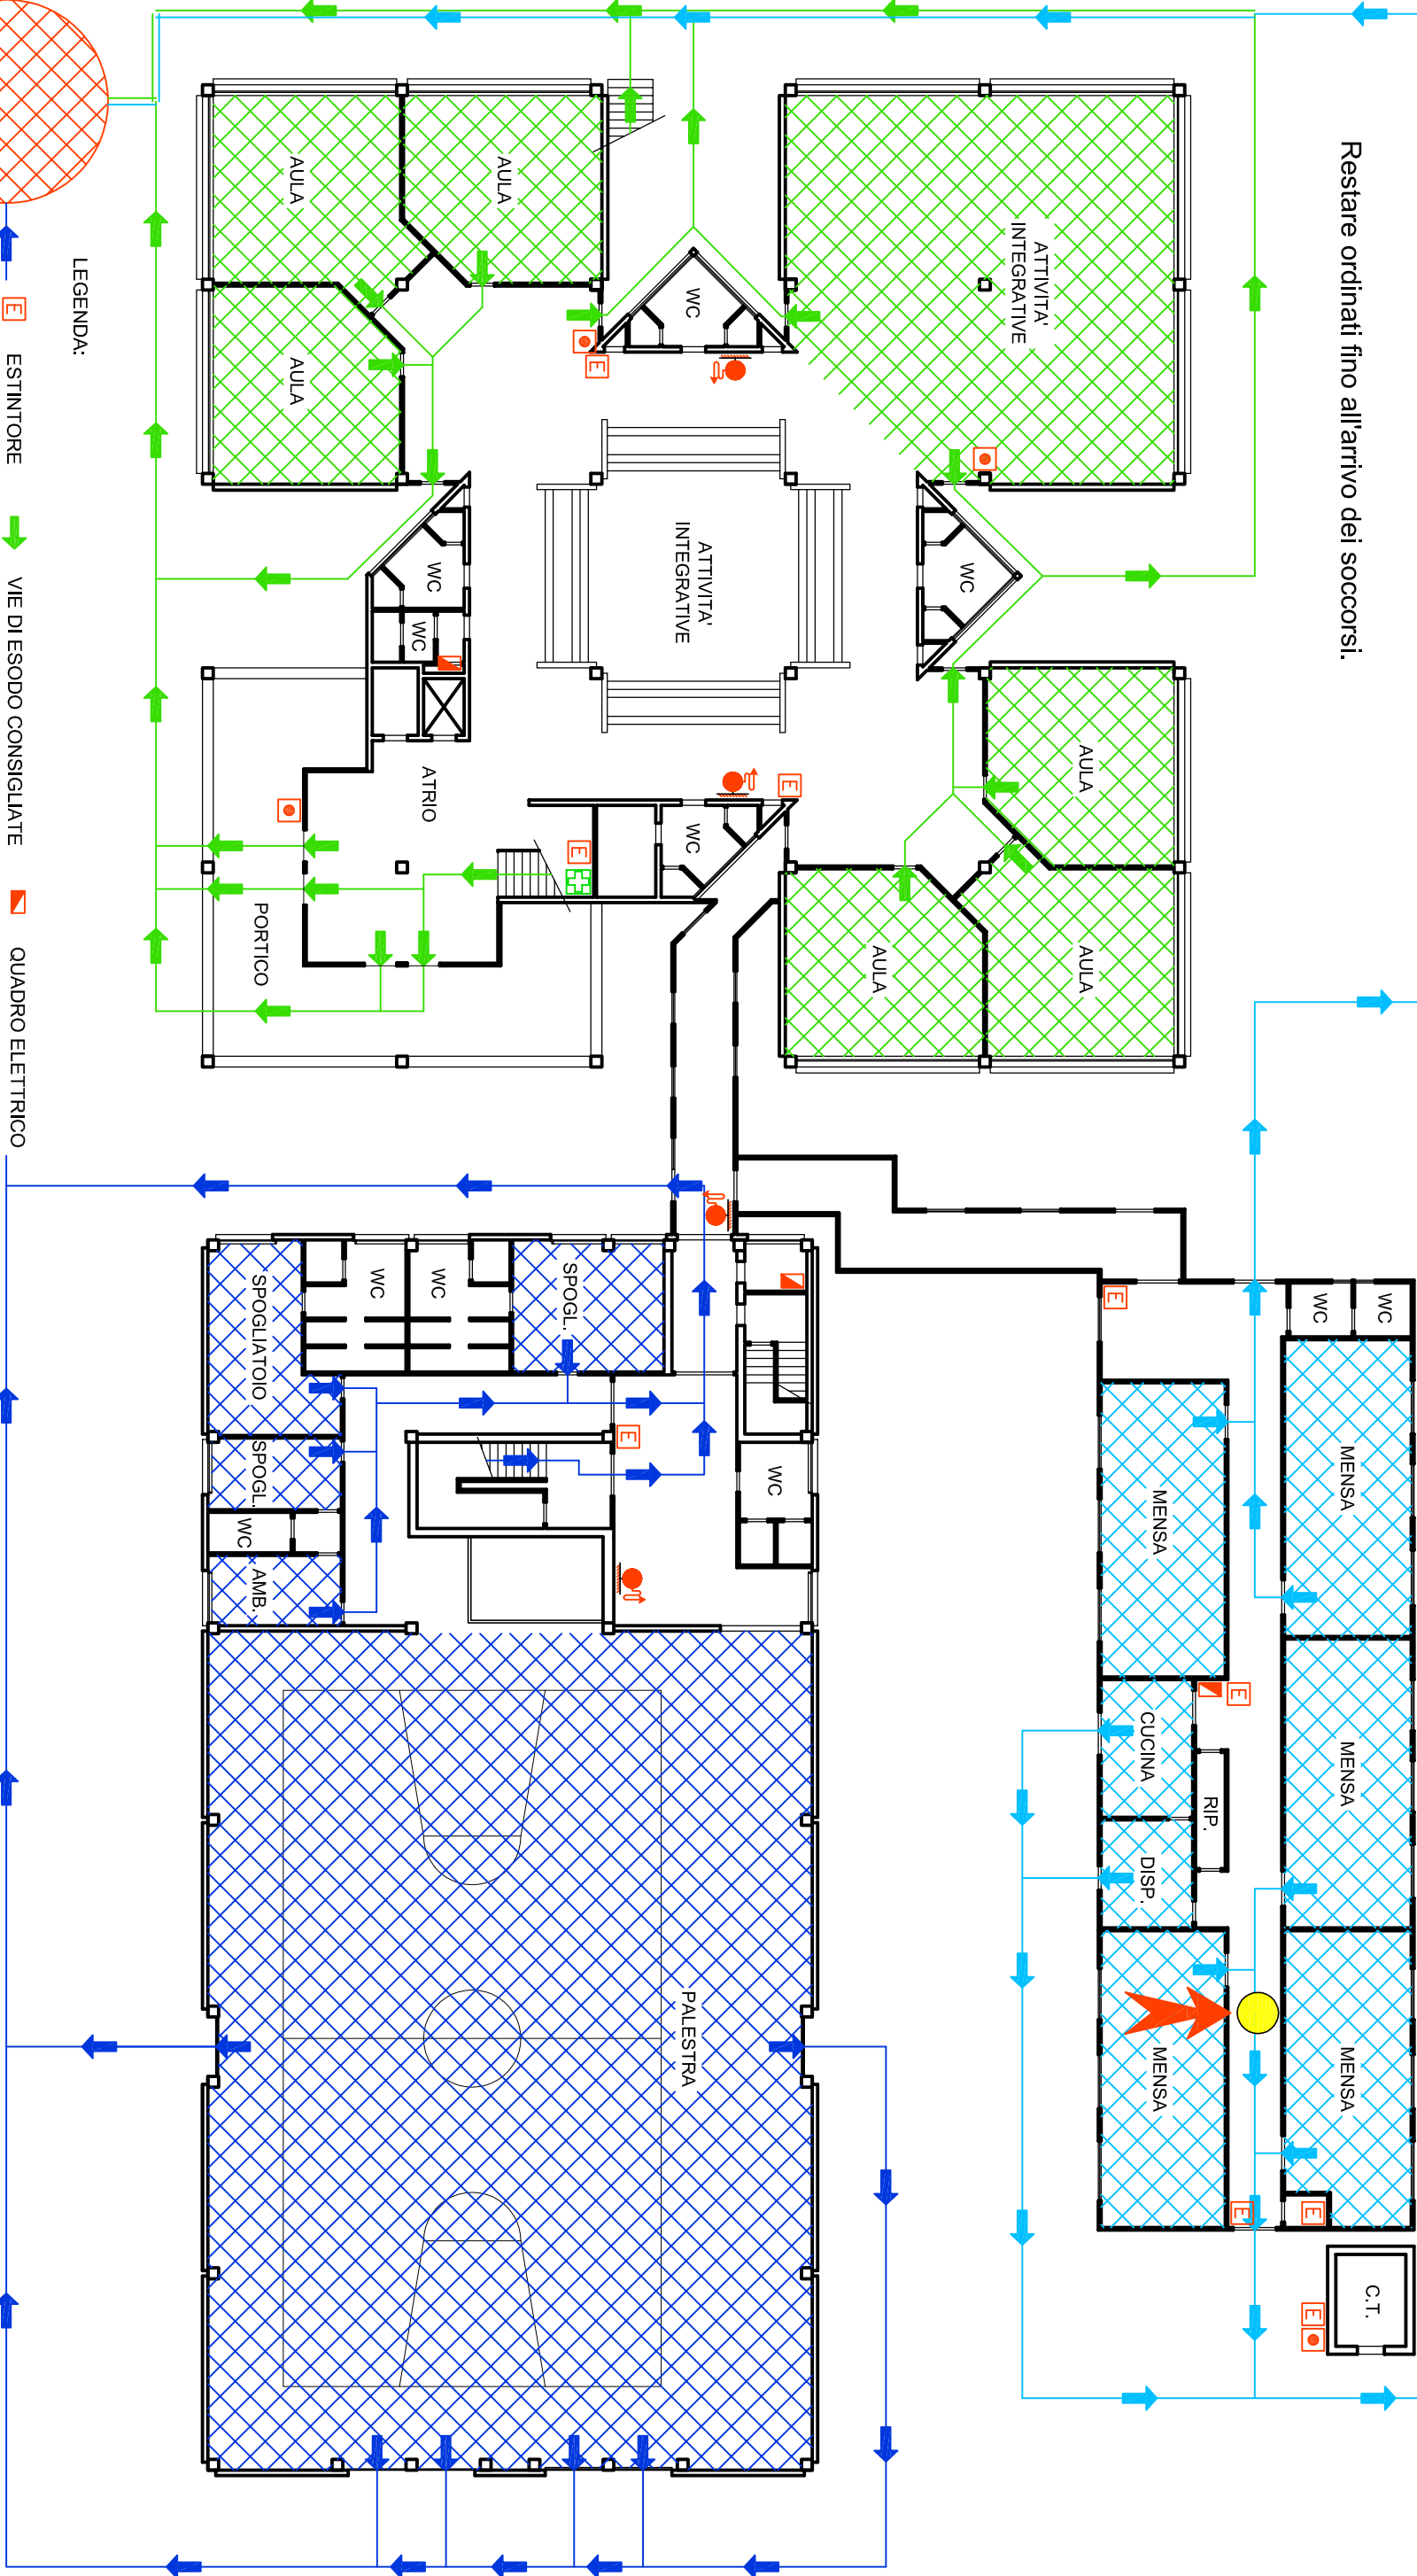 Restare ordinati fino all'arrivo dei soccorsi.
C.T.
WC
WC
MENSA
MENSA
MENSA
MENSA
CUCINA
RIP.
DISP.
MENSA
ATTIVITA'
INTEGRATIVE
WC
AULA
AULA
AULA
AULA
WC
ATTIVITA'
INTEGRATIVE
WC
AULA
AULA
WC
WC
ATRIO
PORTICO
WC
PALESTRA
SPOGL.
WC
WC
SPOGLIATOIO
SPOGL.
WC
AMB.
E
E
E
E
E
E
E
E
E
LEGENDA:
E ESTINTORE
VIE DI ESODO CONSIGLIATE
QUADRO ELETTRICO